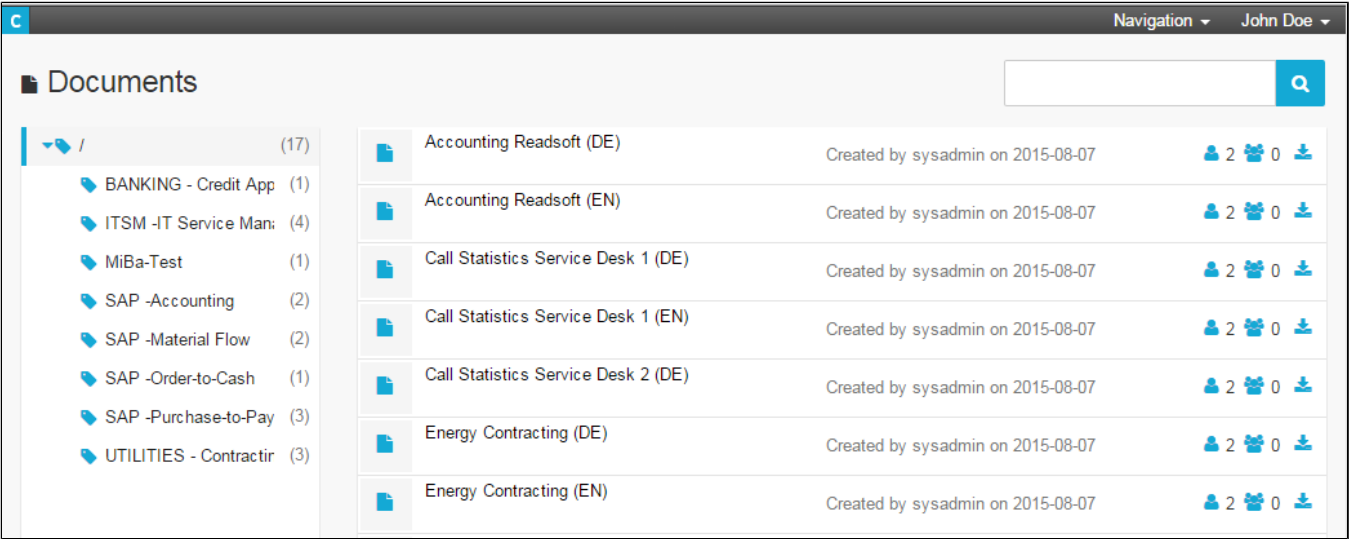 C
Navigation
John Doe
Documents
/ (17)
BANKING - Credit App (1)
ITSM -IT Service Mana (4)
MiBa-Test (1)
SAP -Accounting (2)
SAP -Material Flow (2)
SAP -Order-to-Cash (1)
SAP -Purchase-to-Pay (3)
UTILITIES - Contractin (3)
Accounting Readsoft (DE)
Created by sysadmin on 2015-08-07
2 0
Accounting Readsoft (EN)
Created by sysadmin on 2015-08-07
2 0
Call Statistics Service Desk 1 (DE)
Created by sysadmin on 2015-08-07
2 0
Call Statistics Service Desk 1 (EN)
Created by sysadmin on 2015-08-07
2 0
Call Statistics Service Desk 2 (DE)
Created by sysadmin on 2015-08-07
2 0
Energy Contracting (DE)
Created by sysadmin on 2015-08-07
2 0
Energy Contracting (EN)
Created by sysadmin on 2015-08-07
2 0